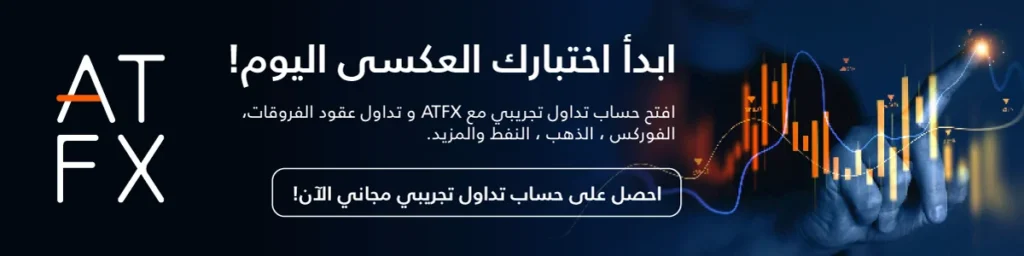 AT
FX
ابدأ اختبارك العكسى اليوم!
افتح حساب تداول تجريبي مع ATFX و تداول عقود الفروقات،
الفوركس ، الذهب ، النفط والمزيد.
احصل على حساب تداول تجريبي مجاني الآن!